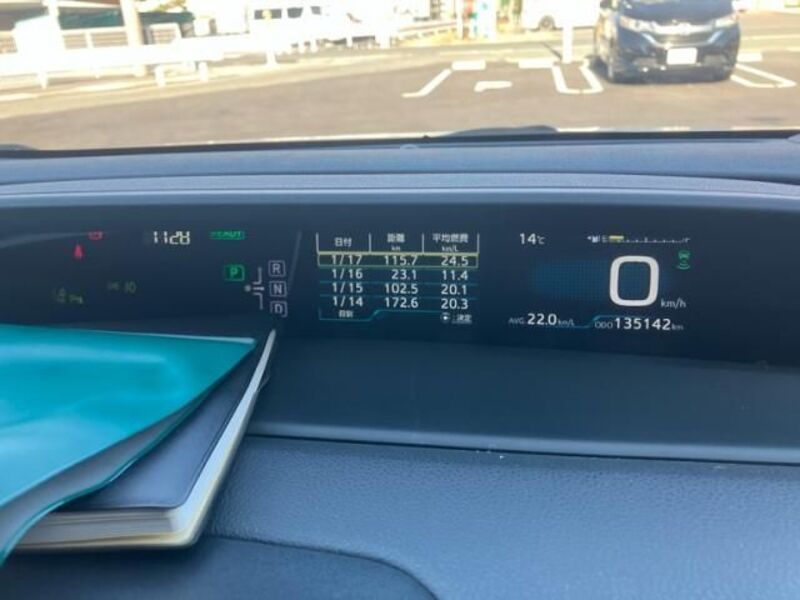 1128
READY
P
R
N
D
日付 距離 km 平均燃費 km/L
1/17 115.7 24.5
1/16 23.1 11.4
1/15 102.5 20.1
1/14 172.6 20.3
決定
14℃
E
0 km/h
AVG 22.0 km/L
ODO 135142 km